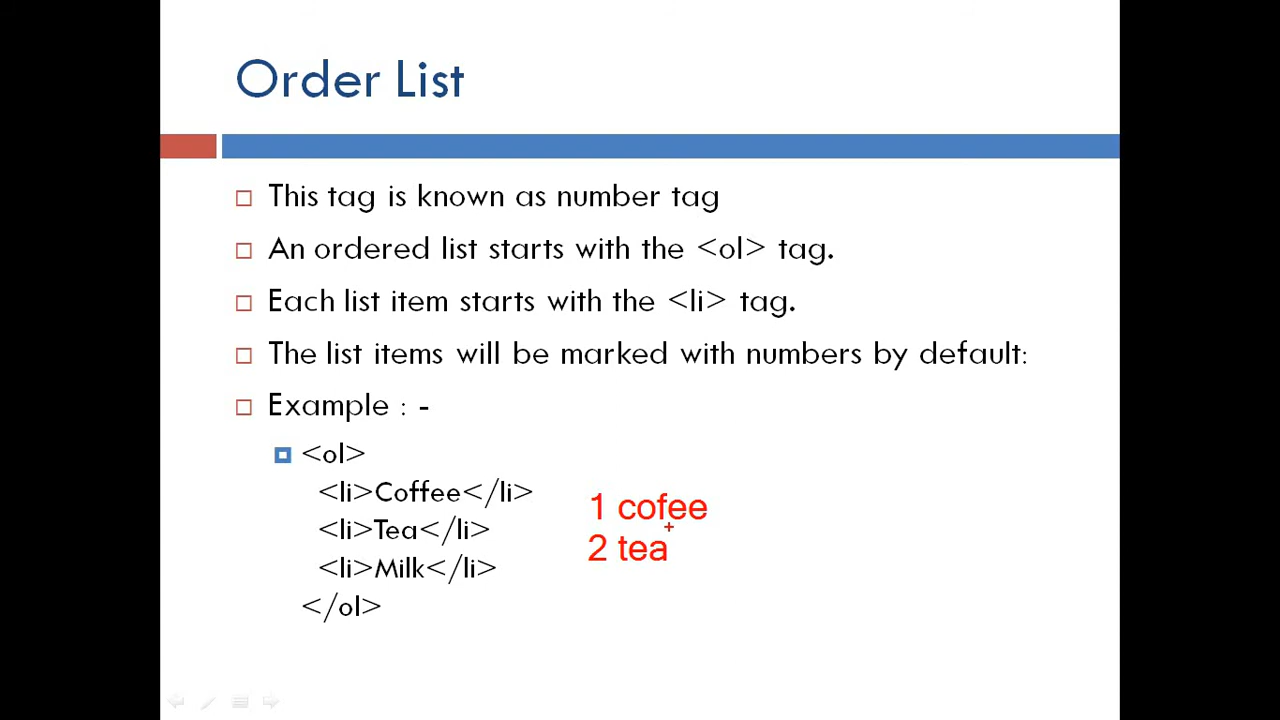 Order List
This tag is known as number tag
An ordered list starts with the <ol> tag.
Each list item starts with the <li> tag.
The list items will be marked with numbers by default:
Example : -
<ol>
<li>Coffee</li>
<li>Tea</li>
<li>Milk</li>
</ol>
1 cofee
2 tea